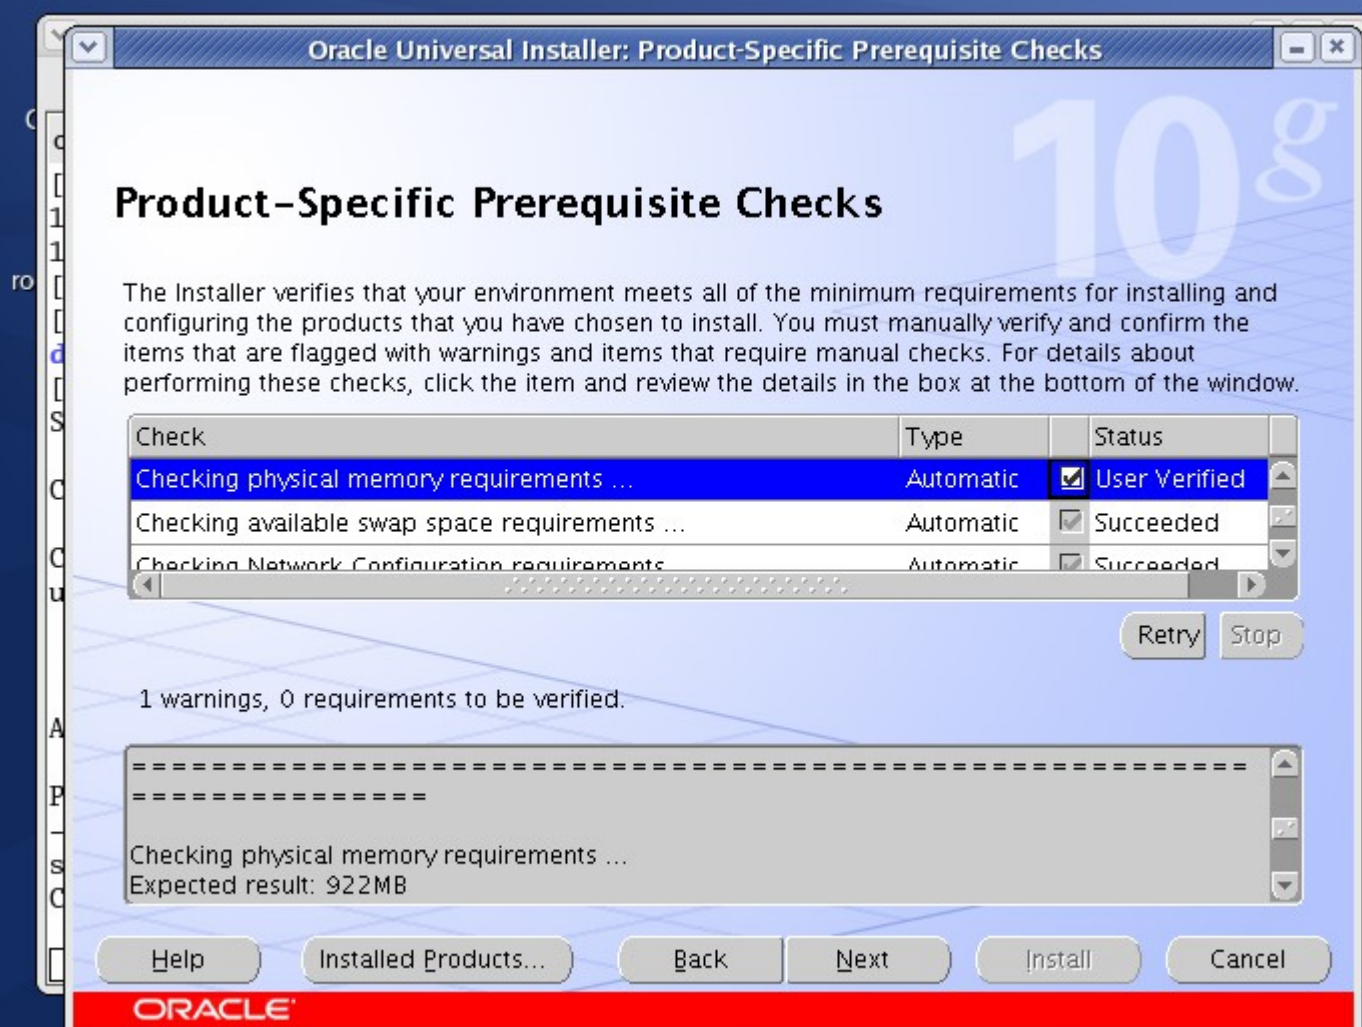 Oracle Universal Installer: Product-Specific Prerequisite Checks
10g
Product-Specific Prerequisite Checks
The Installer verifies that your environment meets all of the minimum requirements for installing and
configuring the products that you have chosen to install. You must manually verify and confirm the
items that are flagged with warnings and items that require manual checks. For details about
performing these checks, click the item and review the details in the box at the bottom of the window.
Check Type Status
Checking physical memory requirements ... Automatic User Verified
Checking available swap space requirements ... Automatic Succeeded
Checking Network Configuration requirements Automatic Succeeded
Retry Stop
1 warnings, 0 requirements to be verified.
========================================================
===============
Checking physical memory requirements ...
Expected result: 922MB
Help Installed Products... Back Next Install Cancel
ORACLE